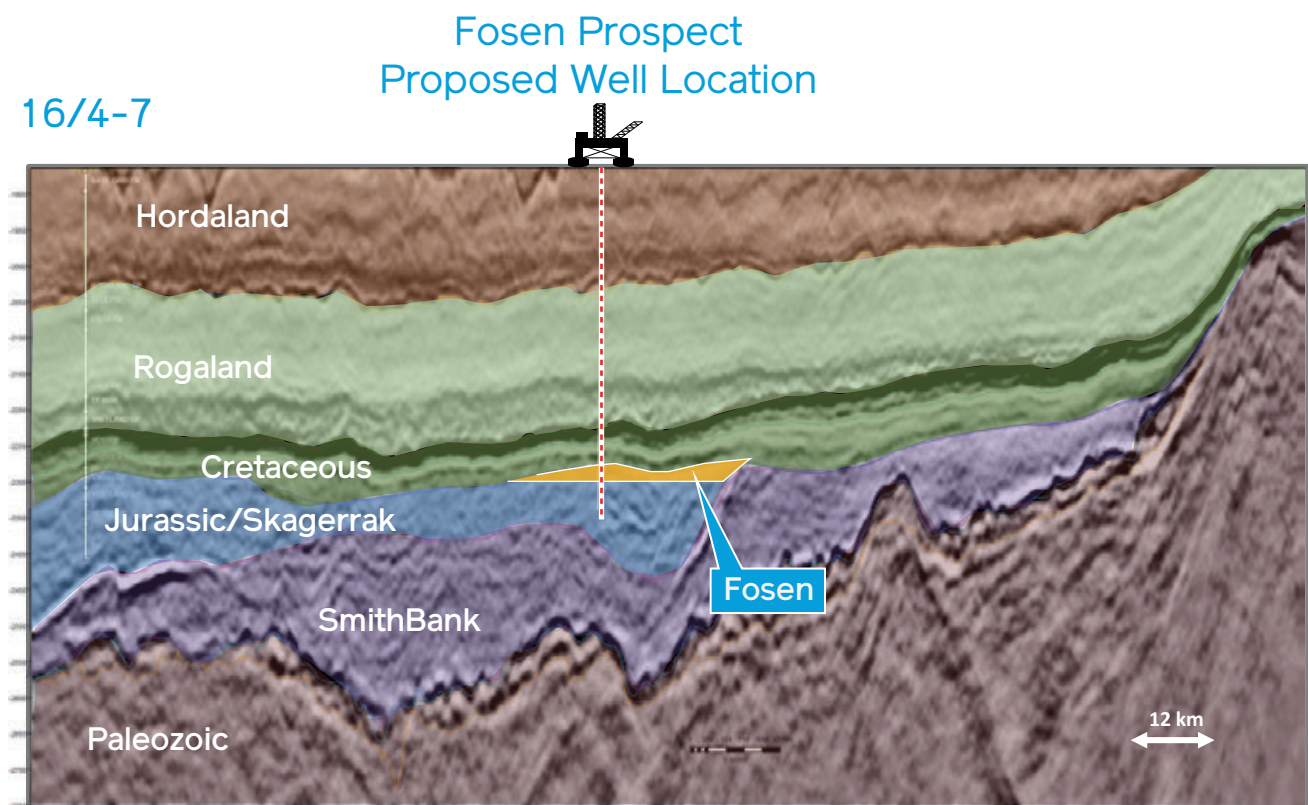 Fosen Prospect
Proposed Well Location
16/4-7
Hordaland
Rogaland
Cretaceous
Jurassic/Skagerrak
Fosen
SmithBank
12 km
Paleozoic